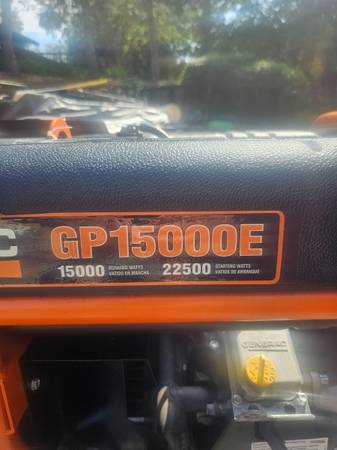 C GP15000E
15000 RUNNING WATTS VATIOS EN MARCHA 22500 STARTING WATTS VATIOS DE ARRANQUE
GENERAC